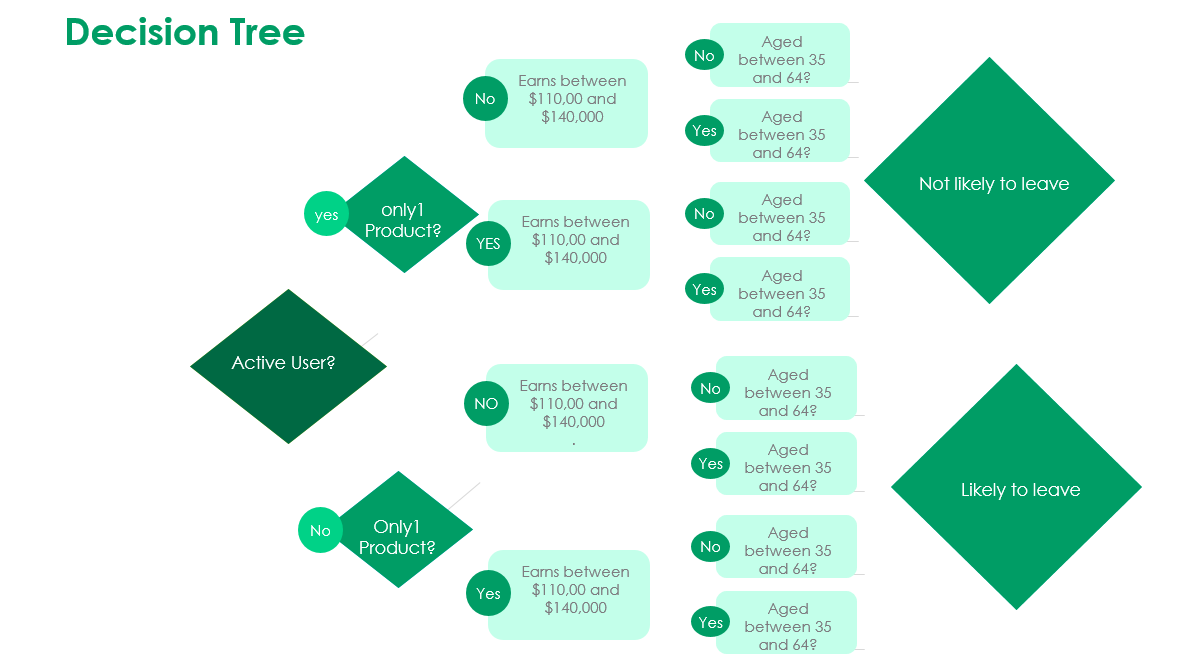 Decision Tree
No
Aged
between 35
and 64?
No
Earns between
$110,00 and
$140,000
Yes
Aged
between 35
and 64?
yes
only1
Product?
No
Aged
between 35
and 64?
YES
Earns between
$110,00 and
$140,000
Yes
Aged
between 35
and 64?
Not likely to leave
Active User?
NO
Earns between
$110,00 and
$140,000
.
No
Aged
between 35
and 64?
Yes
Aged
between 35
and 64?
No
Only1
Product?
Yes
Earns between
$110,00 and
$140,000
No
Aged
between 35
and 64?
Yes
Aged
between 35
and 64?
Likely to leave